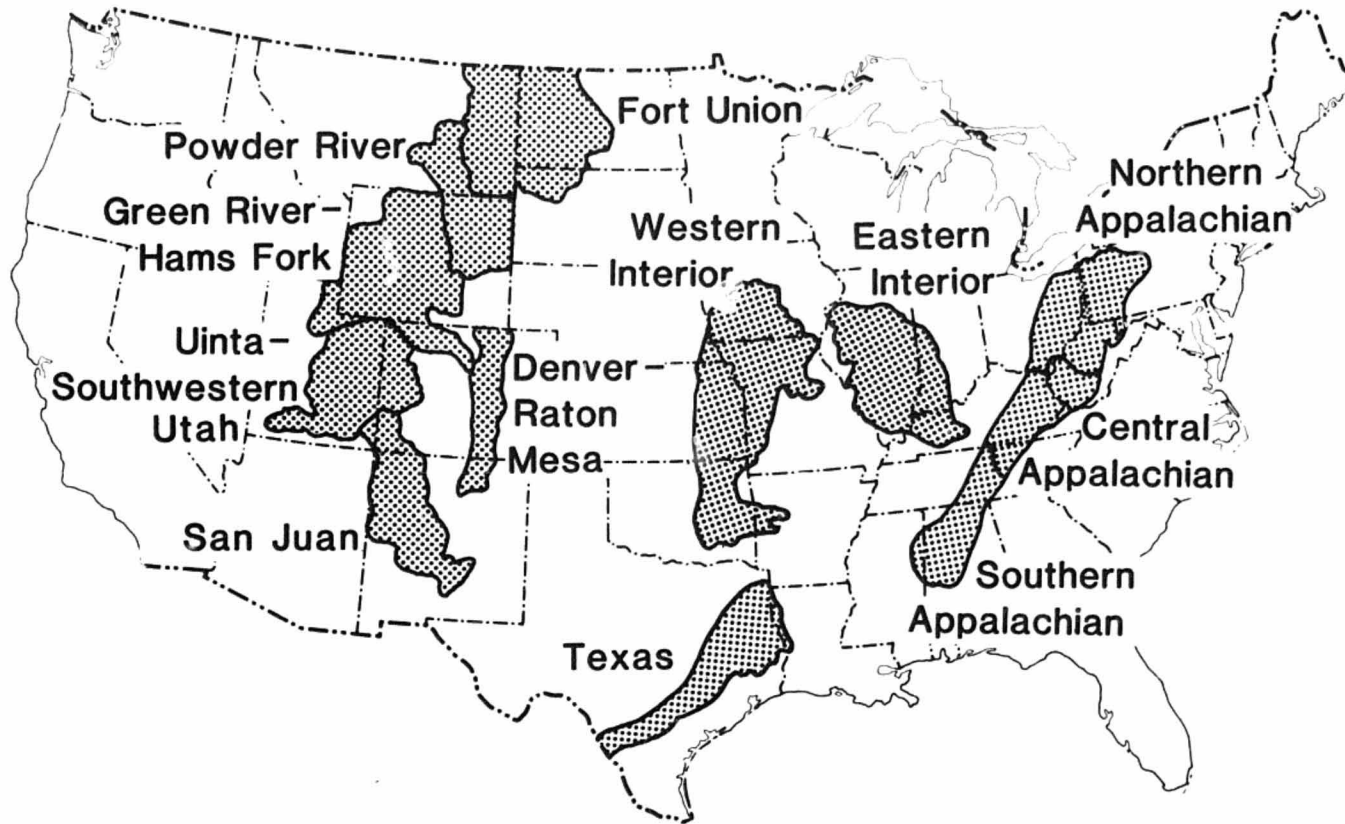 Fort Union
Powder River
Northern
Appalachian
Green River–
Hams Fork
Western
Interior
Eastern
Interior
Uinta–
Southwestern
Utah
Denver–
Raton
Mesa
Central
Appalachian
San Juan
Southern
Appalachian
Texas